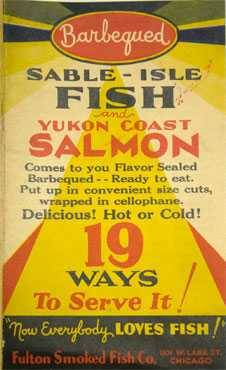 Barbequed
SABLE-ISLE
FISH
and
YUKON COAST
SALMON
Comes to you Flavor Sealed
Barbequed -- Ready to eat.
Put up in convenient size cuts,
wrapped in cellophane.
Delicious! Hot or Cold!
19
WAYS
To Serve It!
"Now Everybody LOVES FISH!"
Fulton Smoked Fish Co.
W. LAKE ST.
CHICAGO